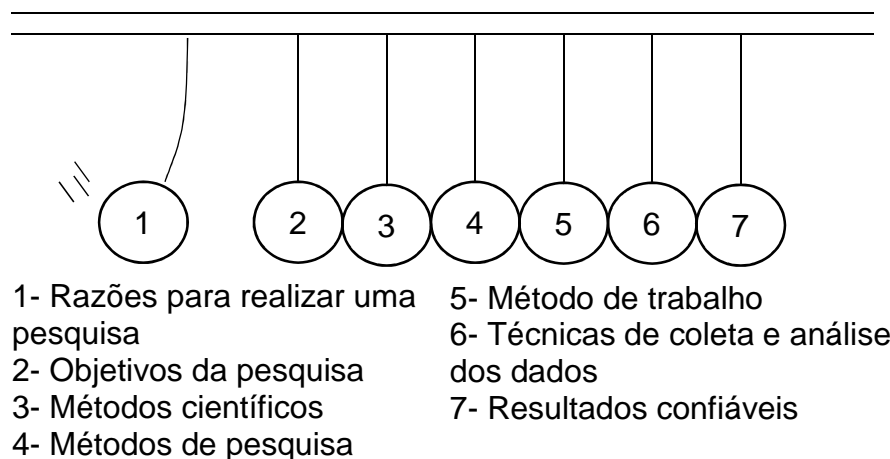 1 2 3 4 5 6 7
1- Razões para realizar uma
pesquisa
2- Objetivos da pesquisa
3- Métodos científicos
4- Métodos de pesquisa
5- Método de trabalho
6- Técnicas de coleta e análise
dos dados
7- Resultados confiáveis